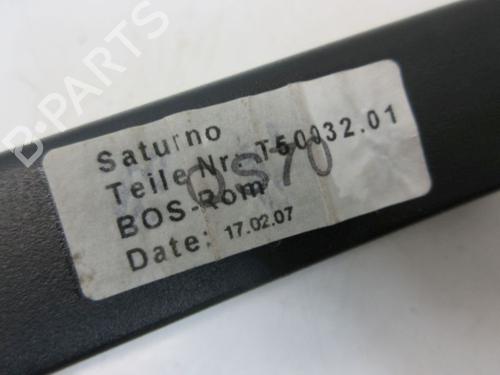 B-PARTS
Saturno
Teile Nr. T50032.01
QS70
BOS-Rom
Date: 17.02.07